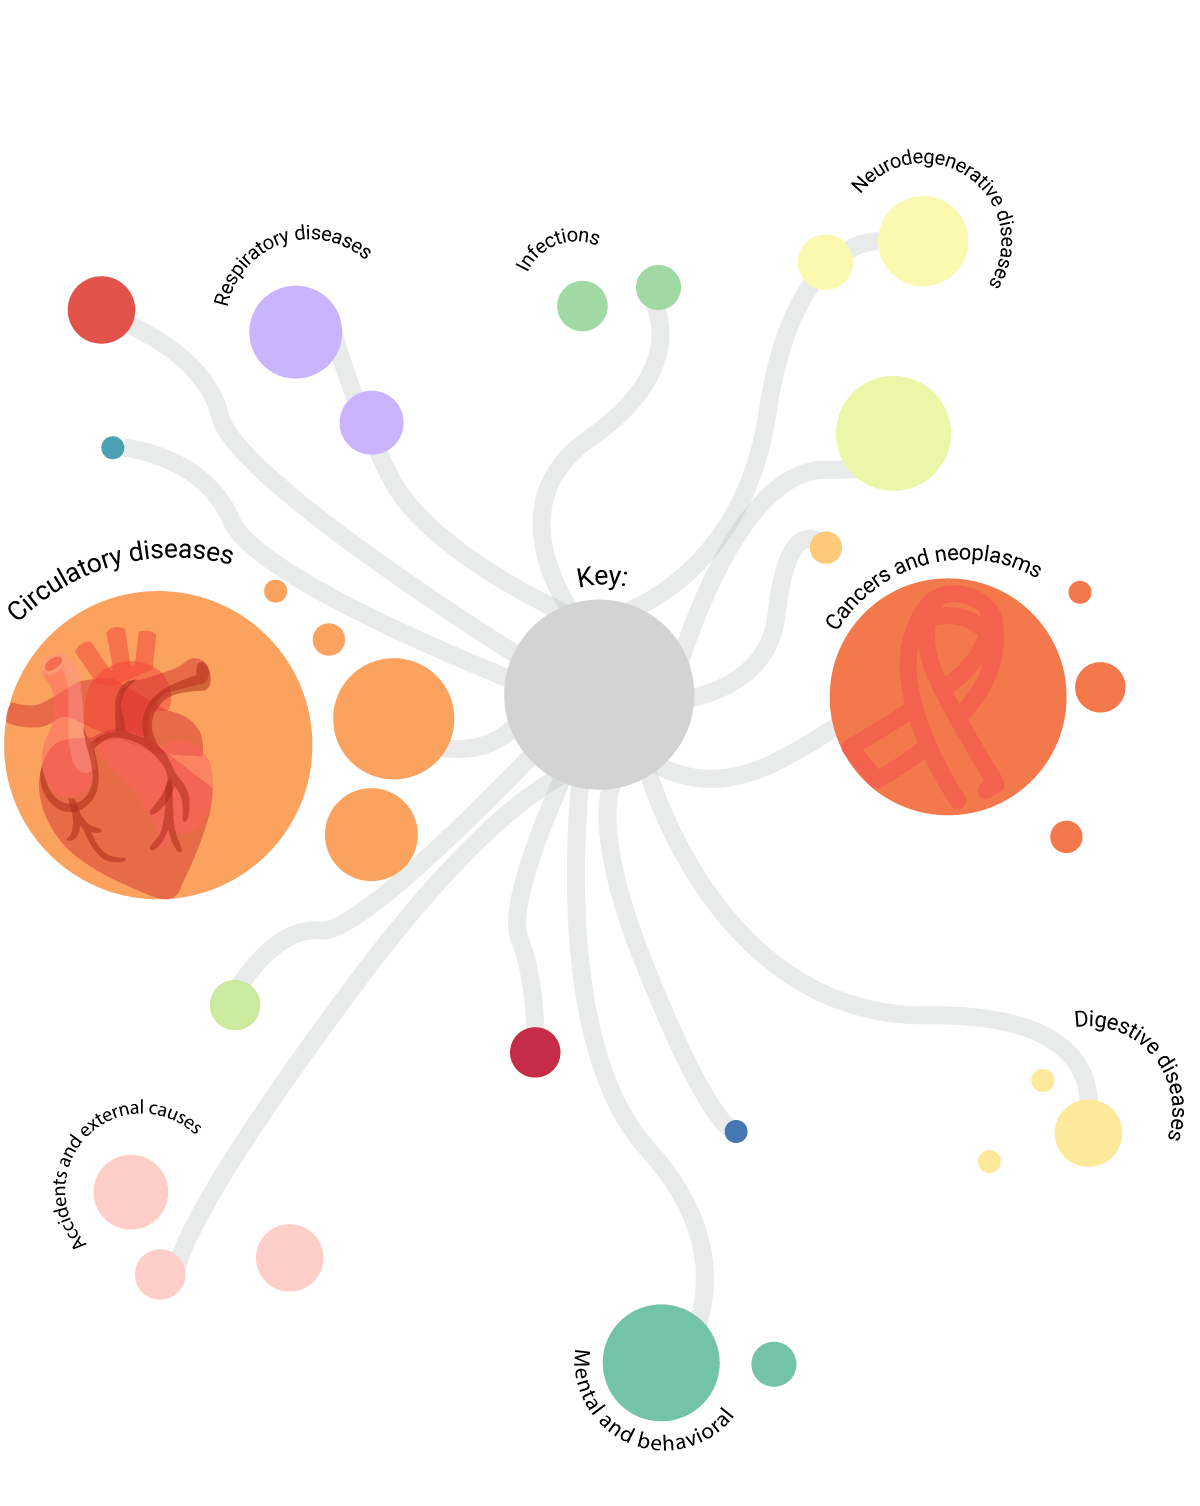 Neurodegenerative diseases
Respiratory diseases
Infections
Circulatory diseases
Key:
Cancers and neoplasms
Digestive diseases
Accidents and external causes
Mental and behavioral